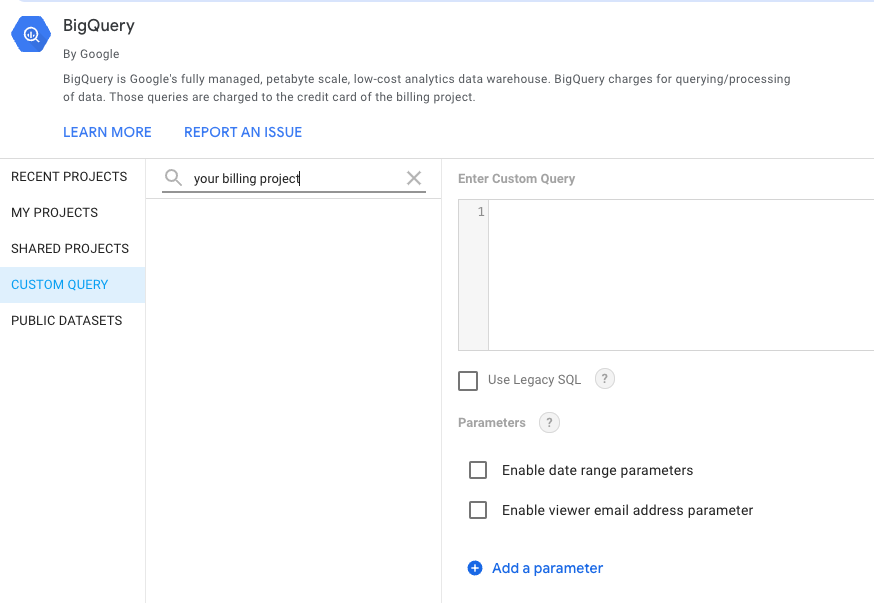 BigQuery
By Google
BigQuery is Google's fully managed, petabyte scale, low-cost analytics data warehouse. BigQuery charges for querying/processing
of data. Those queries are charged to the credit card of the billing project.
LEARN MORE REPORT AN ISSUE
RECENT PROJECTS
MY PROJECTS
SHARED PROJECTS
CUSTOM QUERY
PUBLIC DATASETS
your billing project
Enter Custom Query
1
Use Legacy SQL ?
Parameters ?
Enable date range parameters
Enable viewer email address parameter
Add a parameter